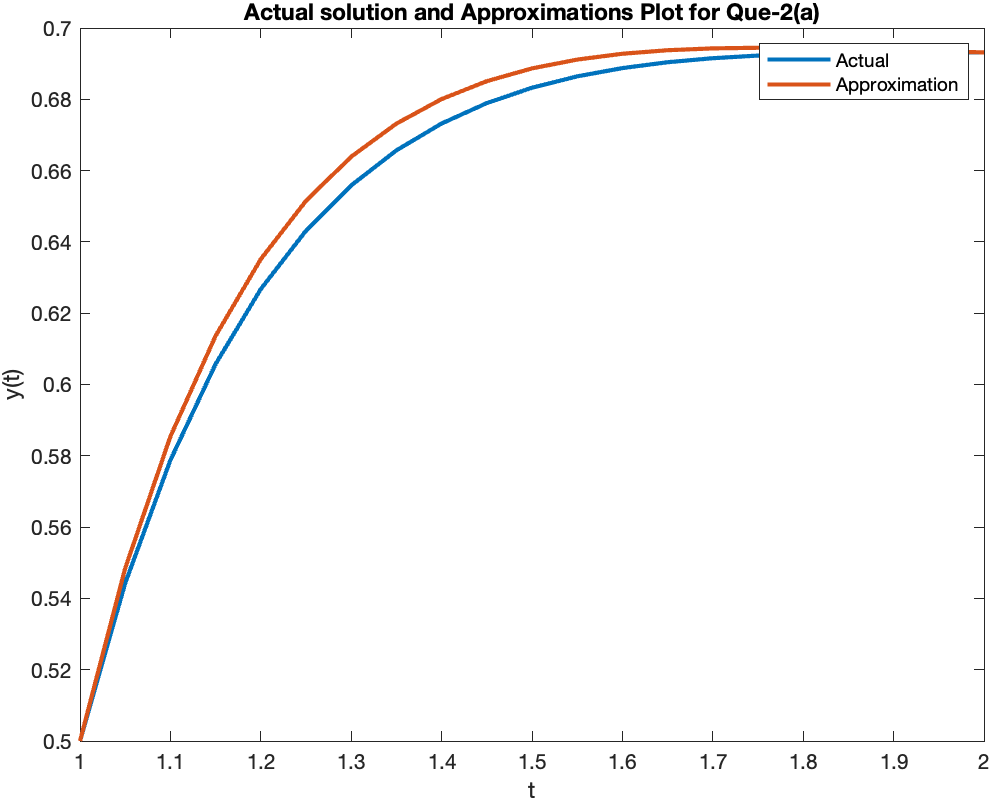 Actual solution and Approximations Plot for Que-2(a)
0.7
0.68
0.66
0.64
0.62
0.6
0.58
0.56
0.54
0.52
0.5
y(t)
Actual
Approximation
1 1.1 1.2 1.3 1.4 1.5 1.6 1.7 1.8 1.9 2
t